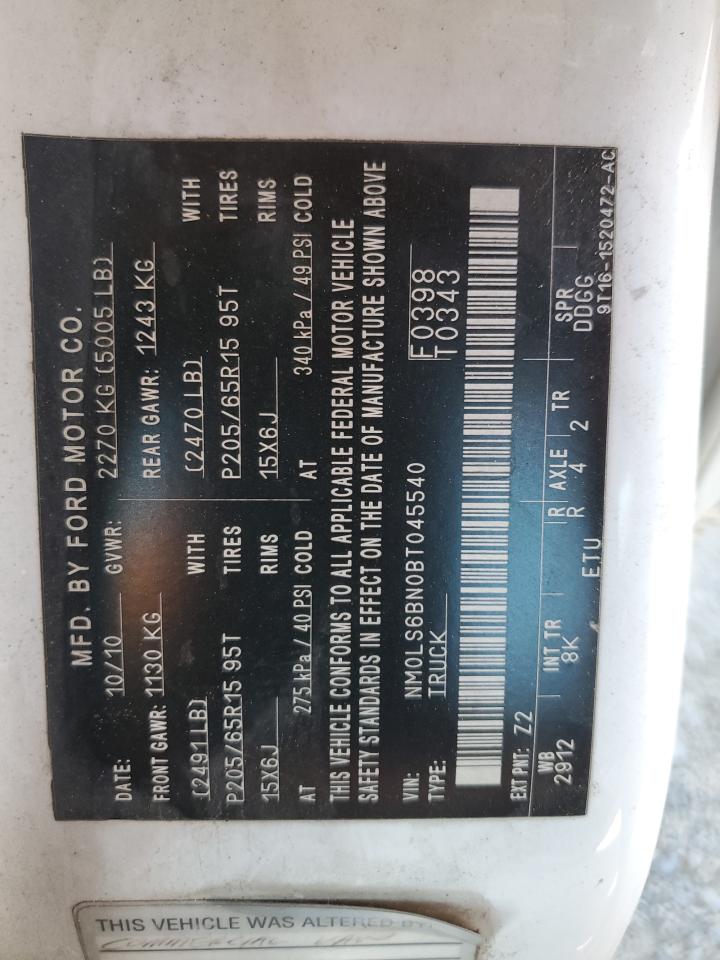 MFD. BY FORD MOTOR CO.
DATE: 10/10 GVWR: 2270 KG (5005 LB)
FRONT GAWR: 1130 KG REAR GAWR: 1243 KG
(2491 LB) WITH (2470 LB) WITH
P205/65R15 95T TIRES P205/65R15 95T TIRES
15X6J RIMS 15X6J RIMS
AT 275 kPa / 40 PSI COLD AT 340 kPa / 49 PSI COLD
THIS VEHICLE CONFORMS TO ALL APPLICABLE FEDERAL MOTOR VEHICLE
SAFETY STANDARDS IN EFFECT ON THE DATE OF MANUFACTURE SHOWN ABOVE
VIN: NM0LS6BN0BT045540 F0398
TYPE: TRUCK T0343
EXT PNT: Z2
WB INT TR R AXLE TR SPR
2912 8K R 4 2 DDGG
ETU 9T16-1520472-AC
THIS VEHICLE WAS ALTERED BY: